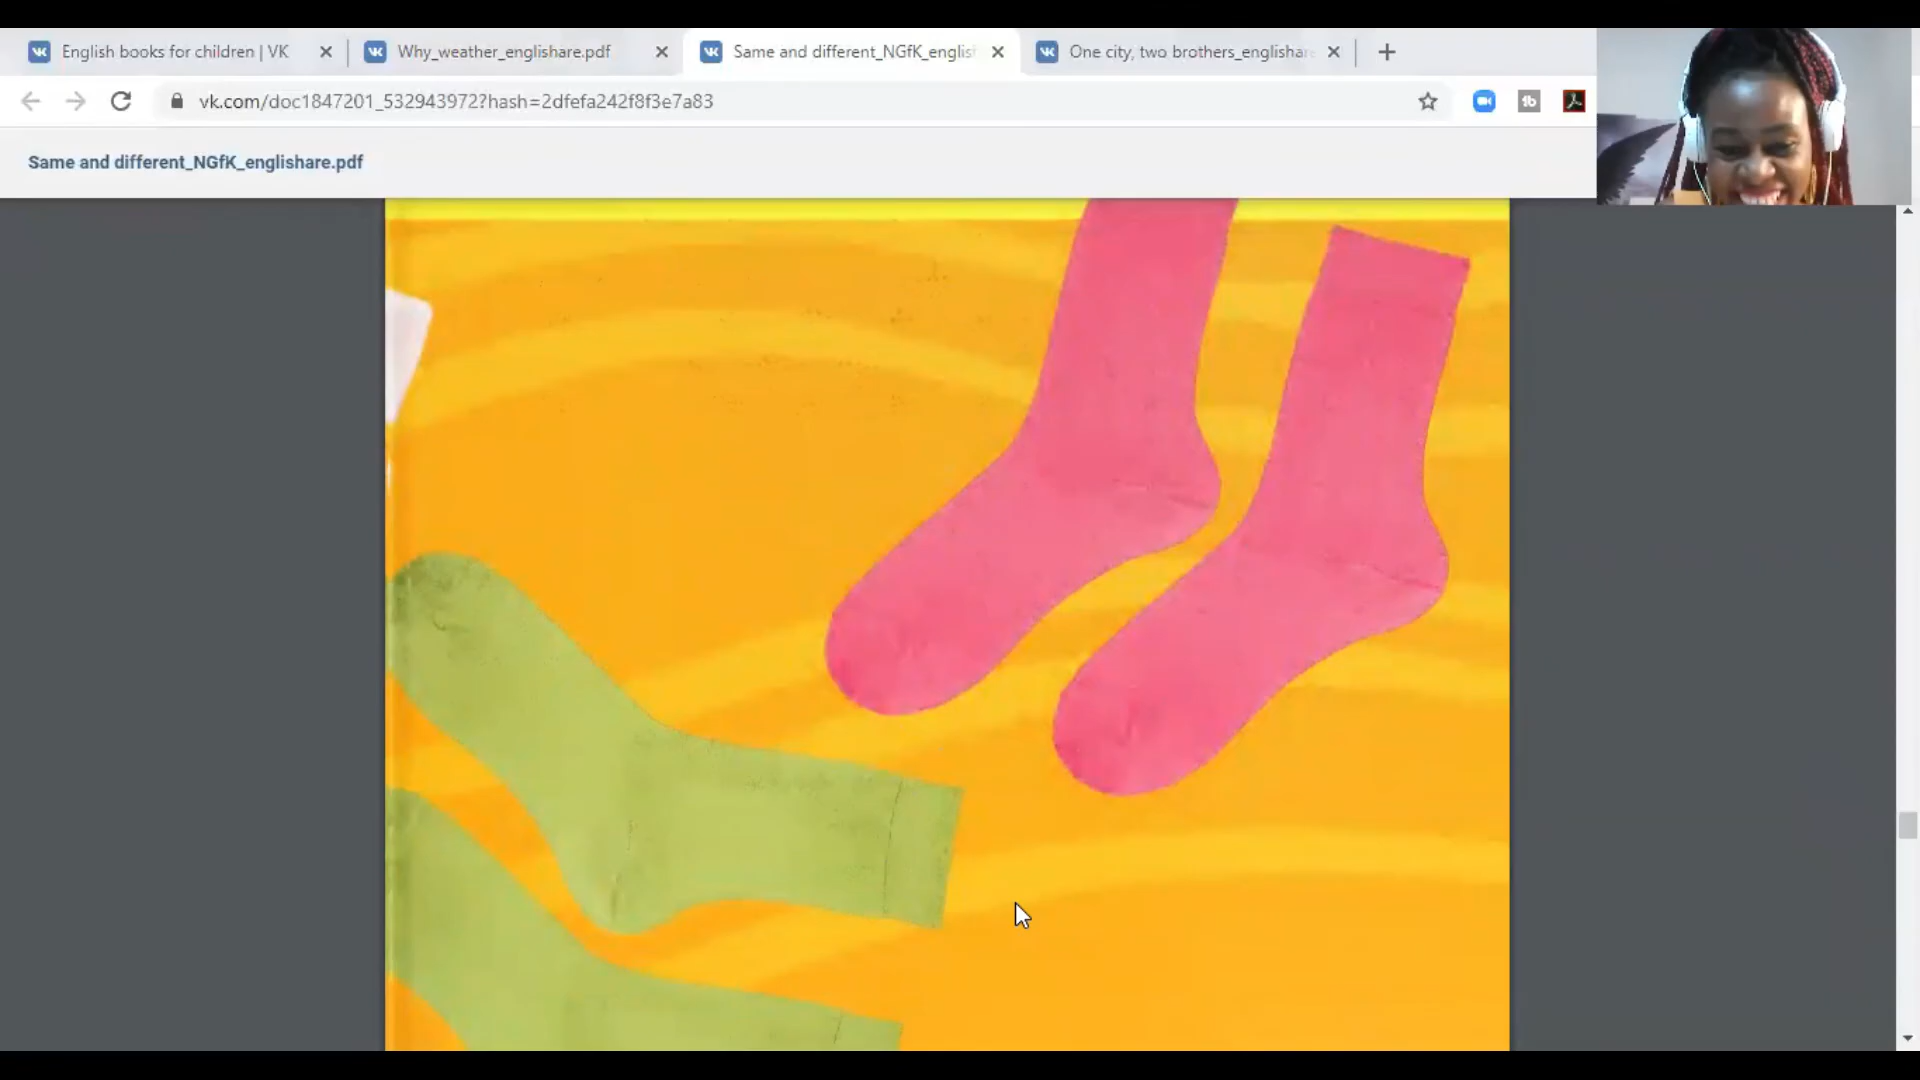 English books for children | VK
Why_weather_englishare.pdf
Same and different_NGfK_englis
One city, two brothers_englishare
vk.com/doc1847201_532943972?hash=2dfefa242f8f3e7a83
Same and different_NGfK_englishare.pdf